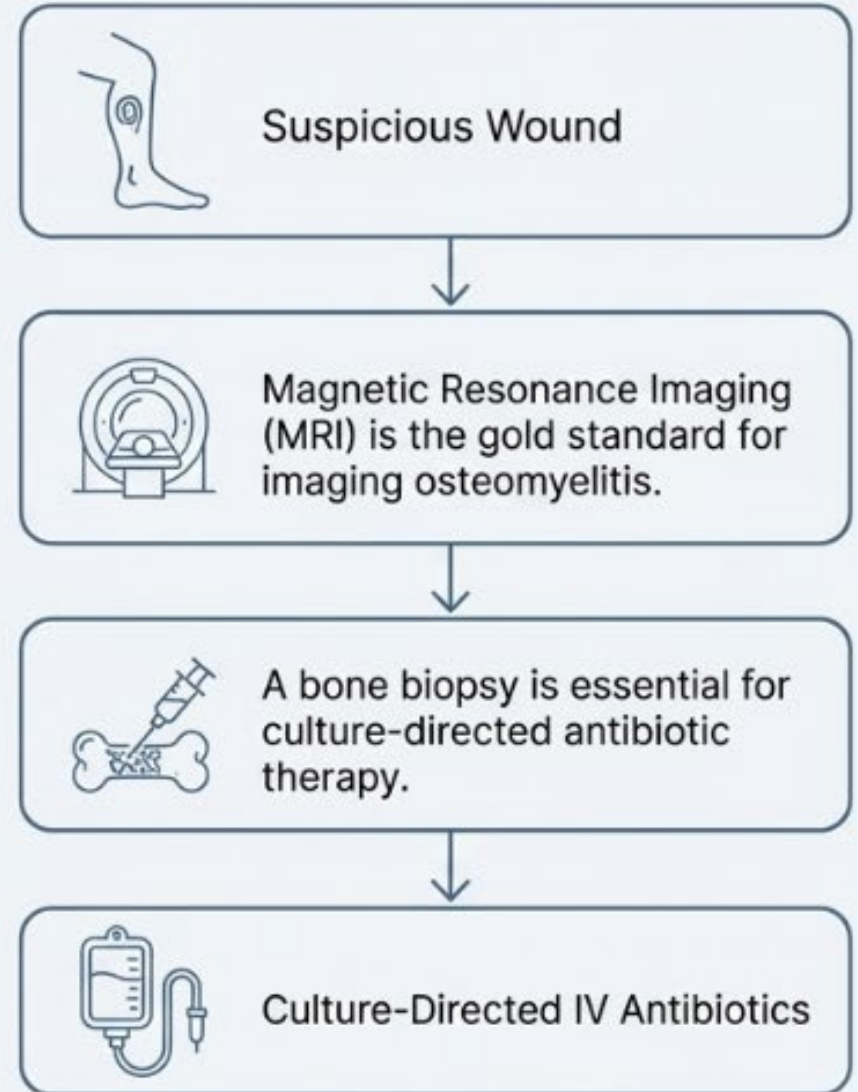 Suspicious Wound
Magnetic Resonance Imaging
(MRI) is the gold standard for
imaging osteomyelitis.
A bone biopsy is essential for
culture-directed antibiotic
therapy.
Culture-Directed IV Antibiotics